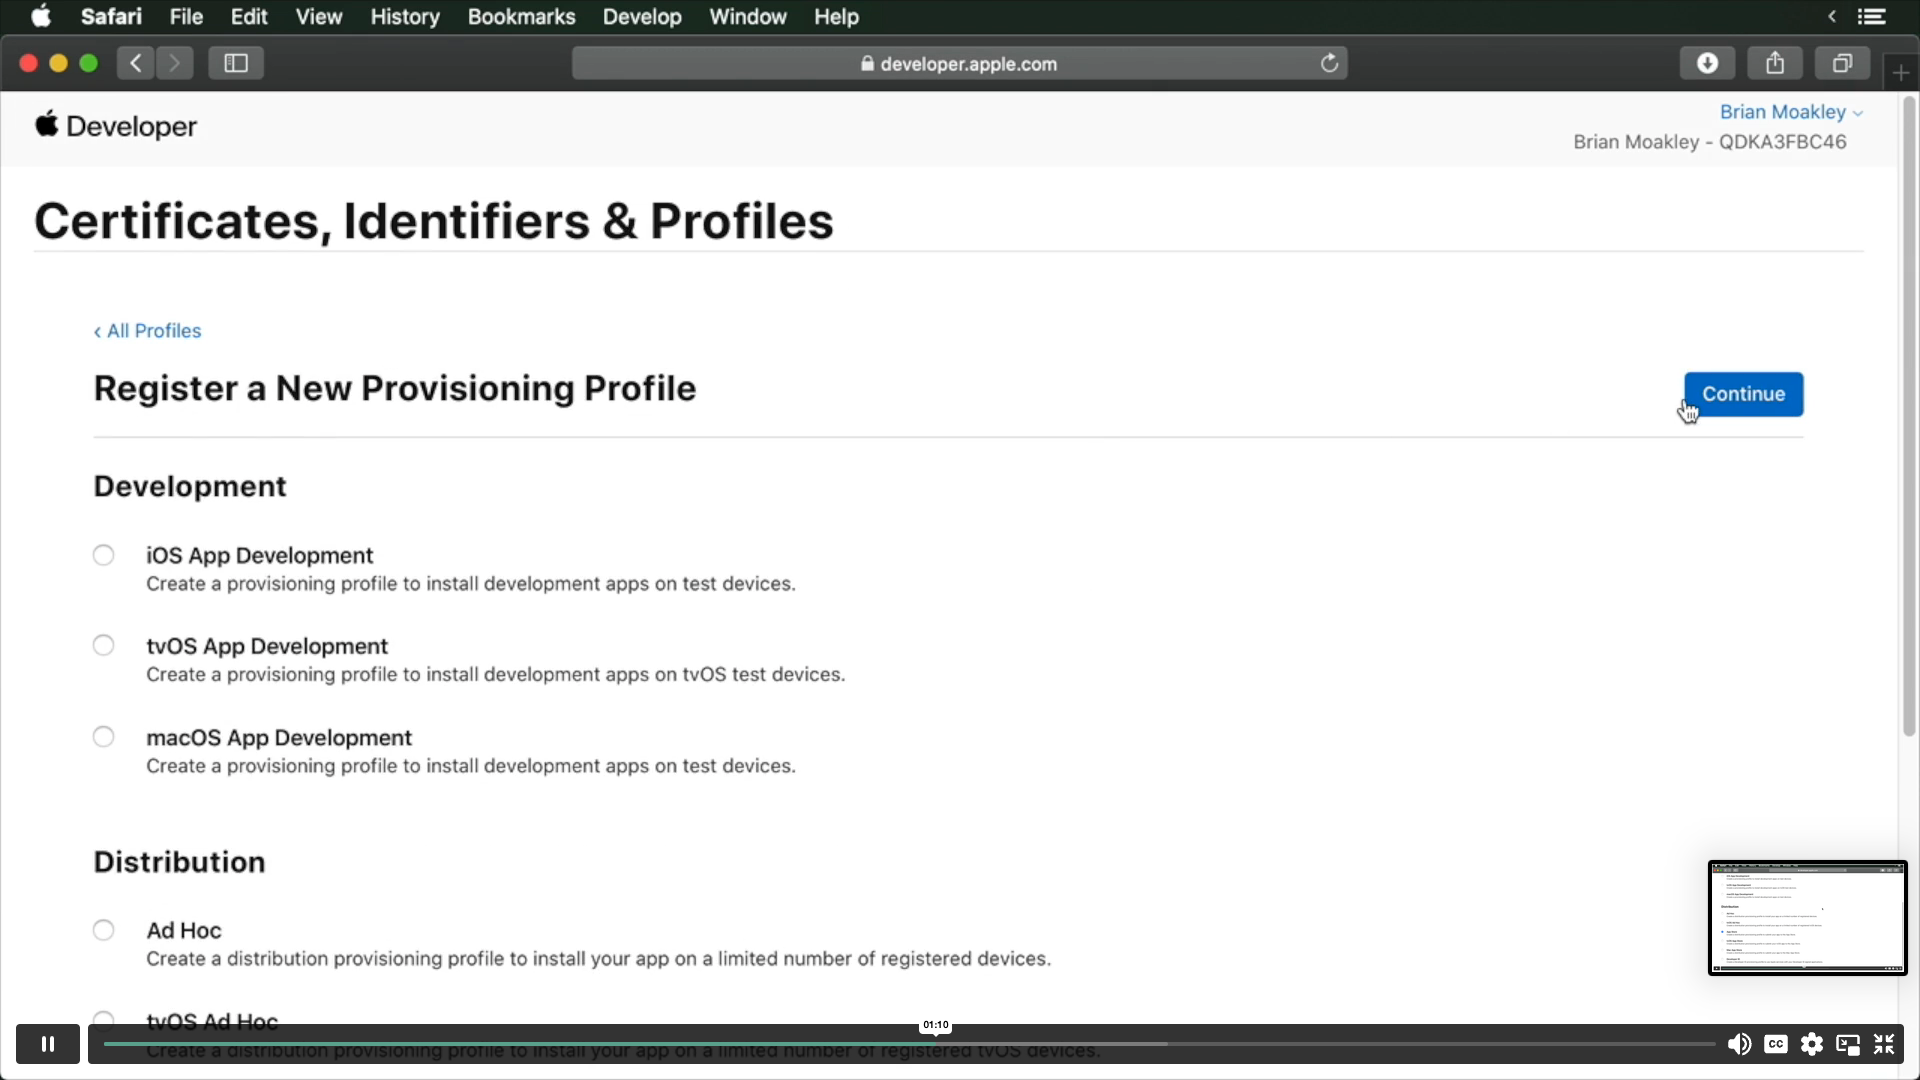 Safari File Edit View History Bookmarks Develop Window Help
developer.apple.com
Developer
Brian Moakley
Brian Moakley - QDKA3FBC46
Certificates, Identifiers & Profiles
‹ All Profiles
Register a New Provisioning Profile
Continue
Development
iOS App Development
Create a provisioning profile to install development apps on test devices.
tvOS App Development
Create a provisioning profile to install development apps on tvOS test devices.
macOS App Development
Create a provisioning profile to install development apps on test devices.
Distribution
Ad Hoc
Create a distribution provisioning profile to install your app on a limited number of registered devices.
tvOS Ad Hoc
01:10
Create a distribution provisioning profile to install your app on a limited number of registered tvOS devices.
CC